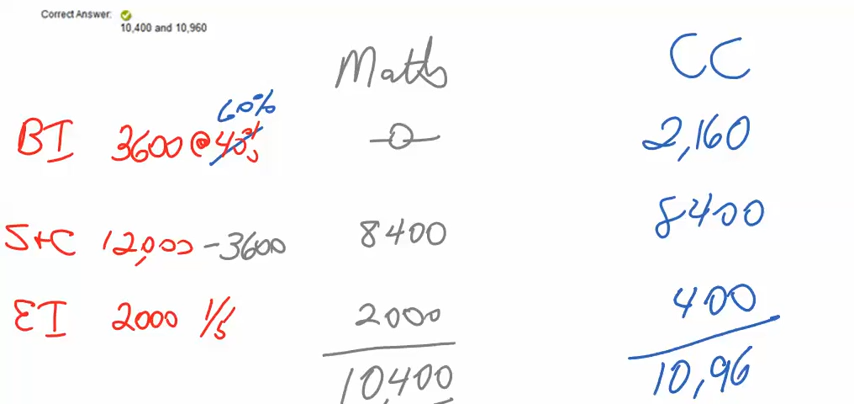 Correct Answer:
10,400 and 10,960
Matls CC
60%
BI 3600 @ 40% -0- 2,160
S+C 12,000 - 3600 8400 8400
EI 2000 1/5 2000 400
10,400 10,96